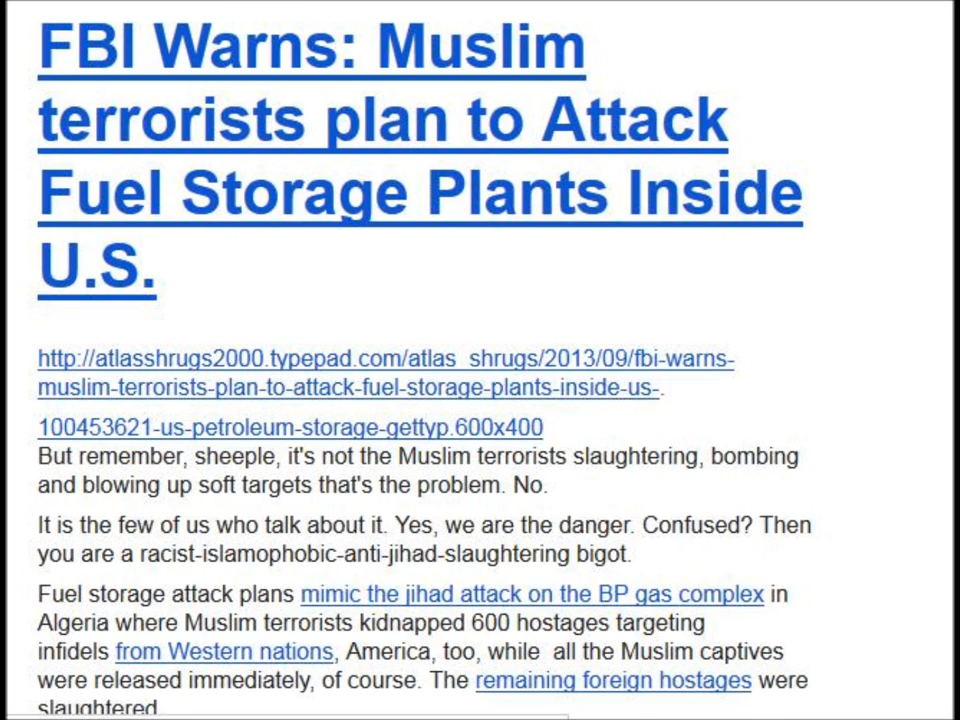 FBI Warns: Muslim
terrorists plan to Attack
Fuel Storage Plants Inside
U.S.
http://atlasshrugs2000.typepad.com/atlas_shrugs/2013/09/fbi-warns-
muslim-terrorists-plan-to-attack-fuel-storage-plants-inside-us-.
100453621-us-petroleum-storage-gettyp.600x400
But remember, sheeple, it's not the Muslim terrorists slaughtering, bombing
and blowing up soft targets that's the problem. No.
It is the few of us who talk about it. Yes, we are the danger. Confused? Then
you are a racist-islamophobic-anti-jihad-slaughtering bigot.
Fuel storage attack plans mimic the jihad attack on the BP gas complex in
Algeria where Muslim terrorists kidnapped 600 hostages targeting
infidels from Western nations, America, too, while all the Muslim captives
were released immediately, of course. The remaining foreign hostages were
slaughtered